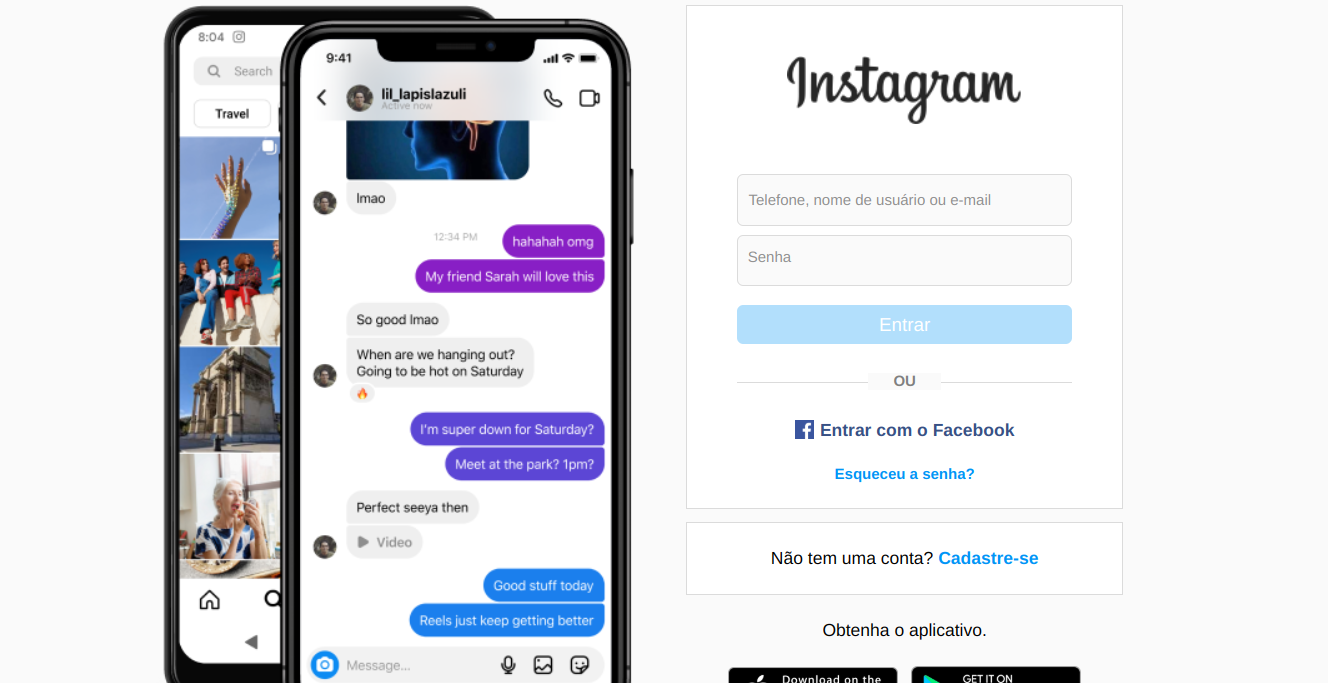 8:04
Search
Travel
9:41
lil_lapislazuli
Active now
lmao
12:34 PM
hahahah omg
My friend Sarah will love this
So good lmao
When are we hanging out?
Going to be hot on Saturday
I'm super down for Saturday?
Meet at the park? 1pm?
Perfect seeya then
Video
Good stuff today
Reels just keep getting better
Message...
Instagram
Telefone, nome de usuário ou e-mail
Senha
Entrar
OU
Entrar com o Facebook
Esqueceu a senha?
Não tem uma conta? Cadastre-se
Obtenha o aplicativo.
Download on the
GET IT ON